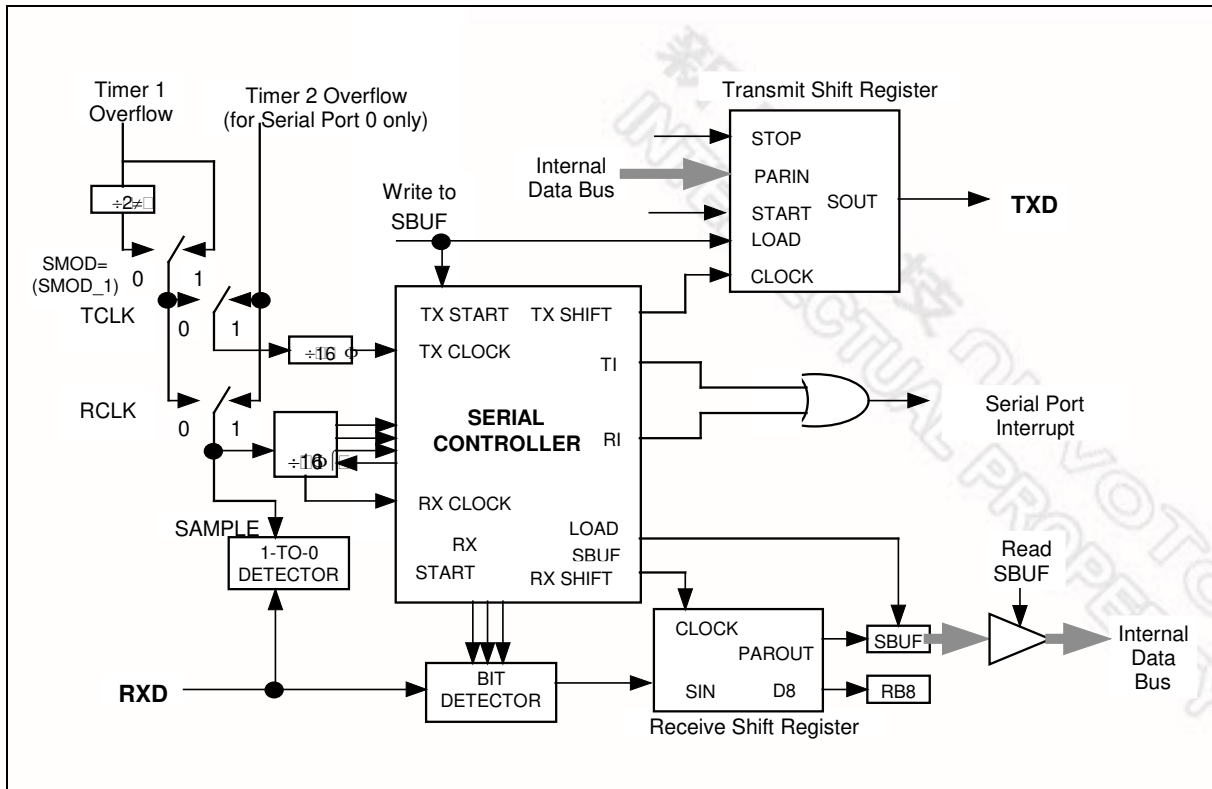 Timer 1
Overflow
Timer 2 Overflow
(for Serial Port 0 only)
Transmit Shift Register
STOP
PARIN
START
LOAD
CLOCK
SOUT
Internal
Data Bus
TXD
÷2
Write to
SBUF
SMOD=
(SMOD_1)
0
1
TCLK
0
1
RCLK
0
1
÷16
÷16
TX START
TX SHIFT
TX CLOCK
TI
SERIAL
CONTROLLER
RI
RX CLOCK
LOAD
SBUF
RX
START
RX SHIFT
Serial Port
Interrupt
SAMPLE
1-TO-0
DETECTOR
Read
SBUF
CLOCK
PAROUT
SIN
D8
SBUF
RB8
Internal
Data
Bus
RXD
BIT
DETECTOR
Receive Shift Register